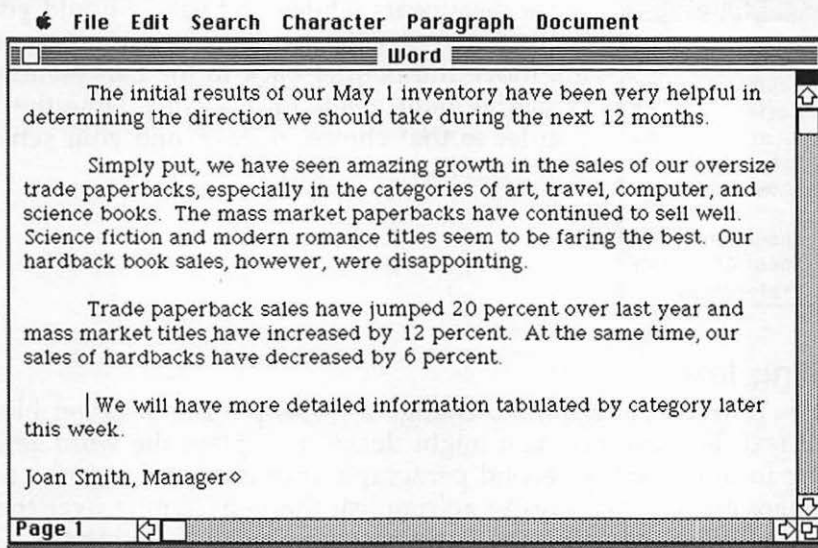 File Edit Search Character Paragraph Document
Word
The initial results of our May 1 inventory have been very helpful in
determining the direction we should take during the next 12 months.
Simply put, we have seen amazing growth in the sales of our oversize
trade paperbacks, especially in the categories of art, travel, computer, and
science books. The mass market paperbacks have continued to sell well.
Science fiction and modern romance titles seem to be faring the best. Our
hardback book sales, however, were disappointing.
Trade paperback sales have jumped 20 percent over last year and
mass market titles have increased by 12 percent. At the same time, our
sales of hardbacks have decreased by 6 percent.
We will have more detailed information tabulated by category later
this week.
Joan Smith, Manager◇
Page 1